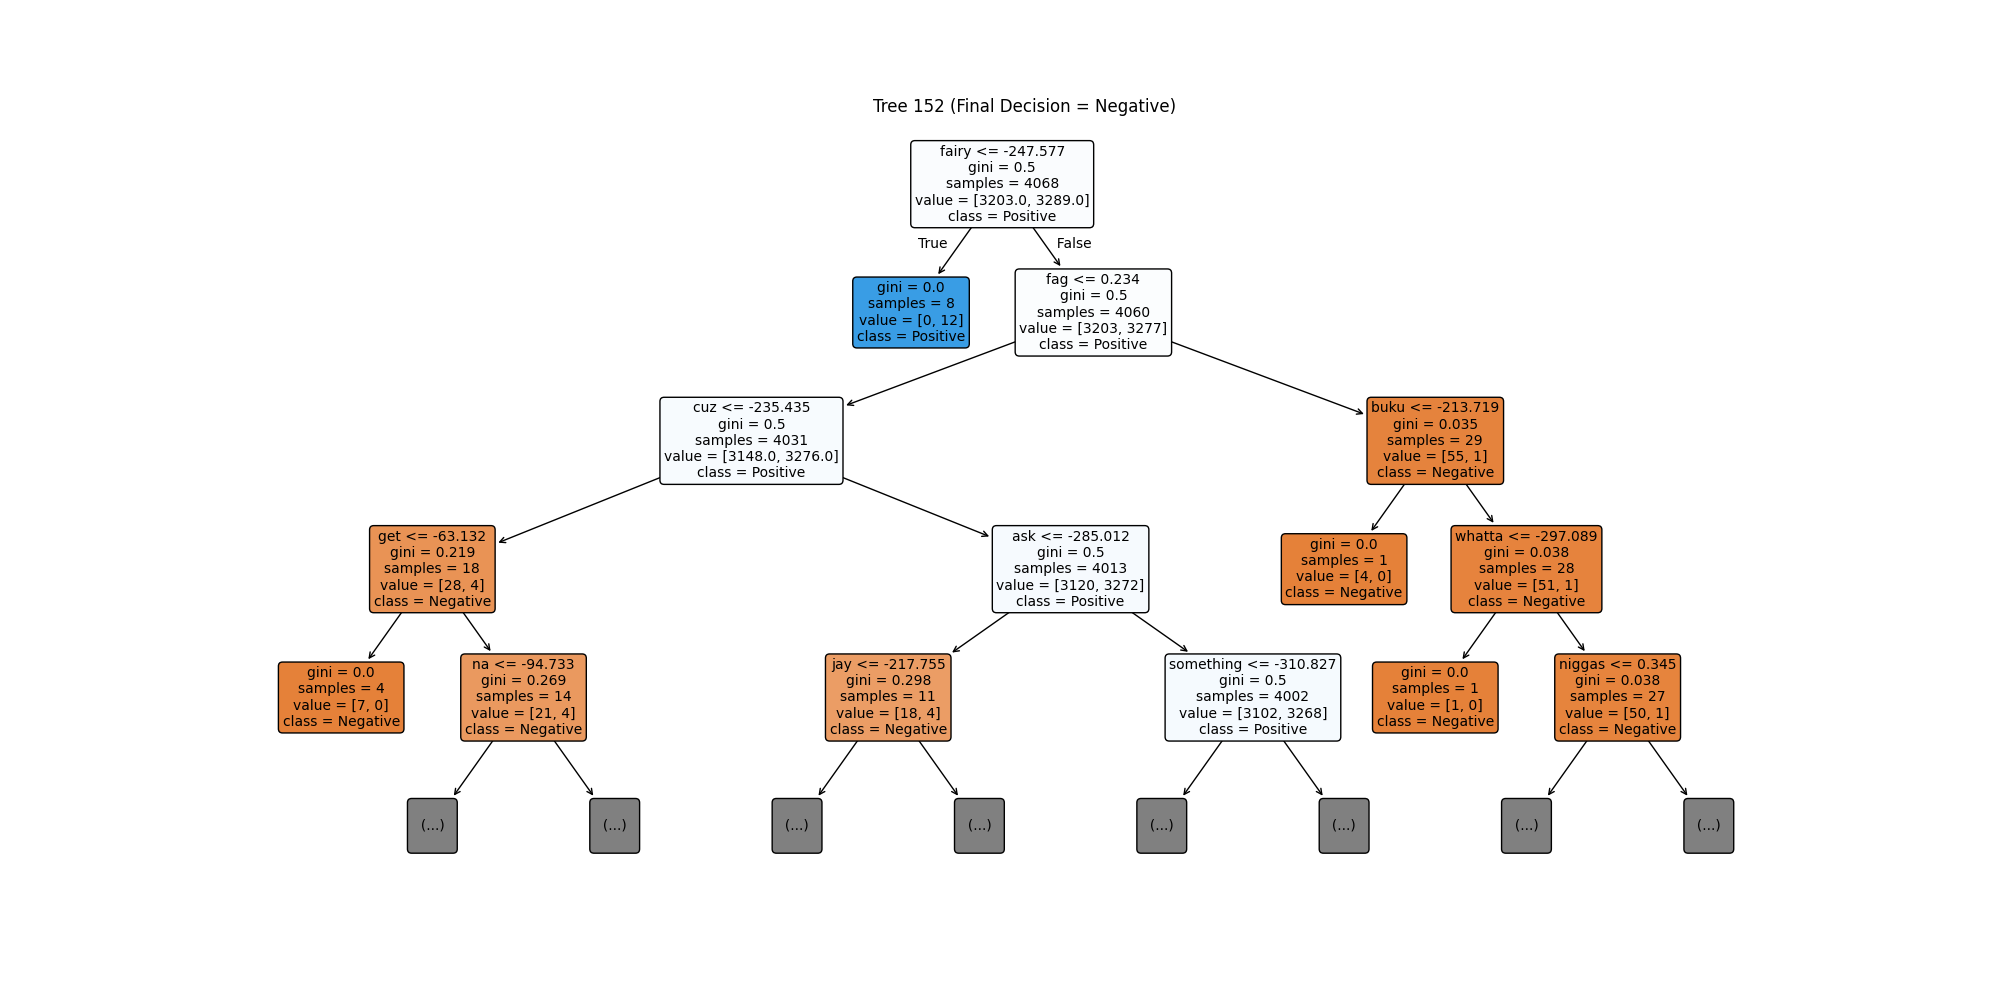 Tree 152 (Final Decision = Negative)
fairy <= -247.577
gini = 0.5
samples = 4068
value = [3203.0, 3289.0]
class = Positive
True
False
gini = 0.0
samples = 8
value = [0, 12]
class = Positive
fag <= 0.234
gini = 0.5
samples = 4060
value = [3203, 3277]
class = Positive
cuz <= -235.435
gini = 0.5
samples = 4031
value = [3148.0, 3276.0]
class = Positive
buku <= -213.719
gini = 0.035
samples = 29
value = [55, 1]
class = Negative
get <= -63.132
gini = 0.219
samples = 18
value = [28, 4]
class = Negative
ask <= -285.012
gini = 0.5
samples = 4013
value = [3120, 3272]
class = Positive
gini = 0.0
samples = 1
value = [4, 0]
class = Negative
whatta <= -297.089
gini = 0.038
samples = 28
value = [51, 1]
class = Negative
gini = 0.0
samples = 4
value = [7, 0]
class = Negative
na <= -94.733
gini = 0.269
samples = 14
value = [21, 4]
class = Negative
jay <= -217.755
gini = 0.298
samples = 11
value = [18, 4]
class = Negative
something <= -310.827
gini = 0.5
samples = 4002
value = [3102, 3268]
class = Positive
gini = 0.0
samples = 1
value = [1, 0]
class = Negative
niggas <= 0.345
gini = 0.038
samples = 27
value = [50, 1]
class = Negative
(...)
(...)
(...)
(...)
(...)
(...)
(...)
(...)